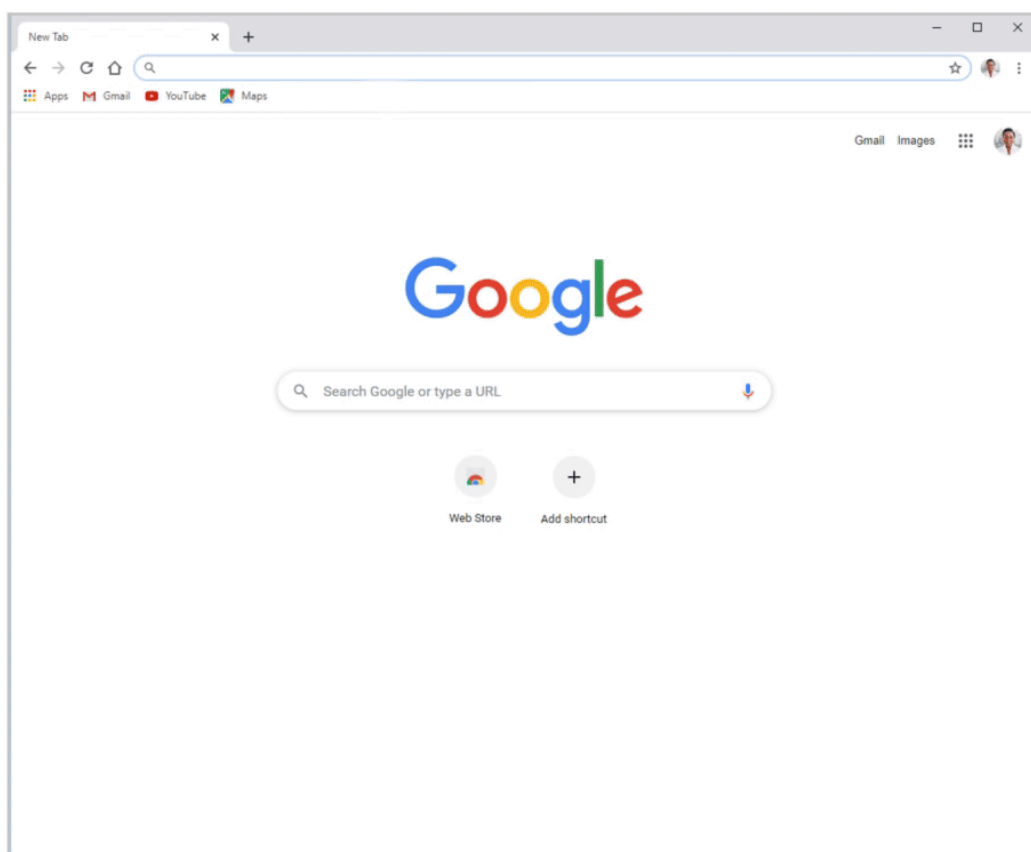 New Tab
Apps Gmail YouTube Maps
Gmail Images
Google
Search Google or type a URL
Web Store Add shortcut